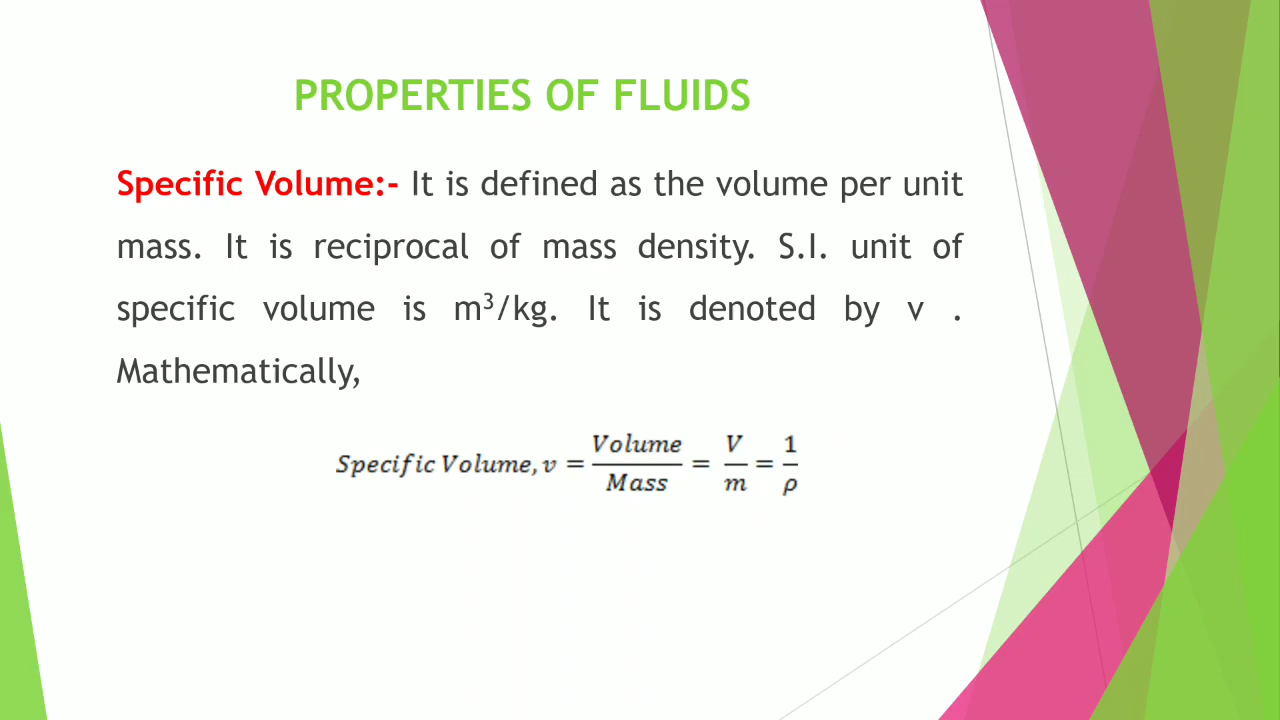 PROPERTIES OF FLUIDS
Specific Volume:- It is defined as the volume per unit
mass. It is reciprocal of mass density. S.I. unit of
specific volume is m³/kg. It is denoted by v .
Mathematically,
Specific Volume, v = Volume/Mass = V/m = 1/ρ